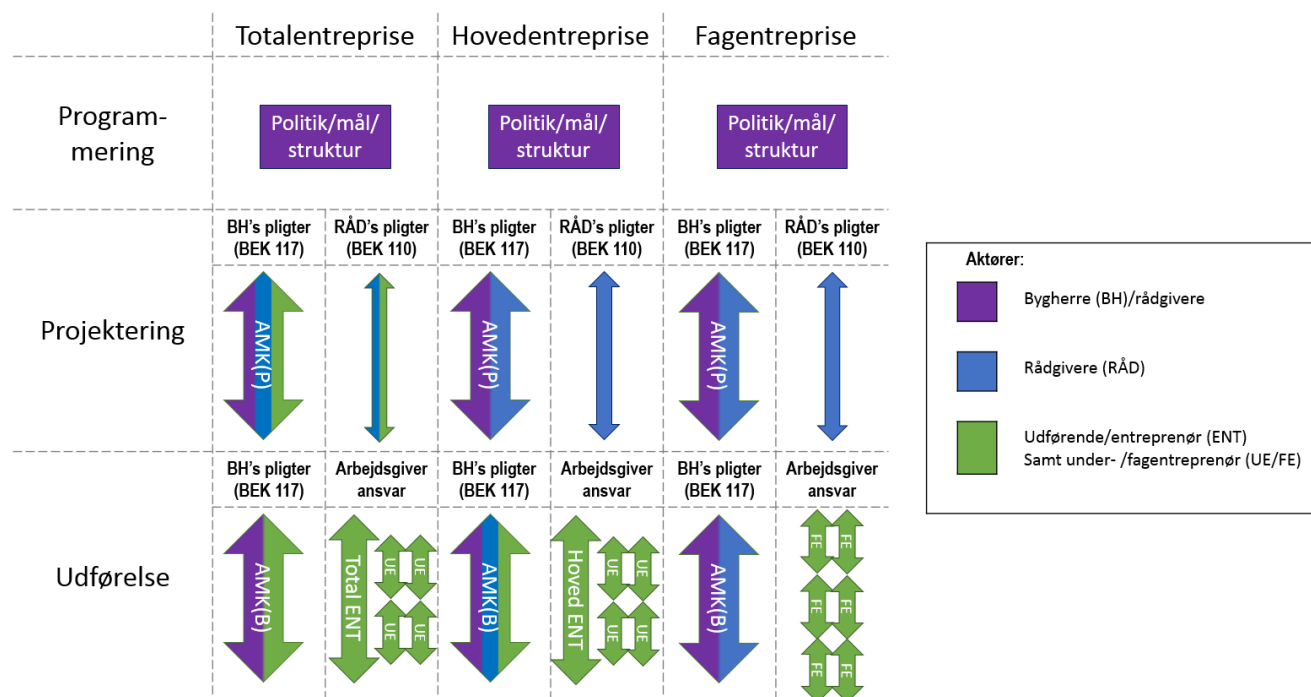 Totalentreprise
Hovedentreprise
Fagentreprise
Program-
mering
Politik/mål/
struktur
Politik/mål/
struktur
Politik/mål/
struktur
Projektering
BH's pligter
(BEK 117)
RÅD's pligter
(BEK 110)
BH's pligter
(BEK 117)
RÅD's pligter
(BEK 110)
BH's pligter
(BEK 117)
RÅD's pligter
(BEK 110)
AMK(P)
AMK(P)
AMK(P)
Udførelse
BH's pligter
(BEK 117)
Arbejdsgiver
ansvar
BH's pligter
(BEK 117)
Arbejdsgiver
ansvar
BH's pligter
(BEK 117)
Arbejdsgiver
ansvar
AMK(B)
Total ENT
UE
UE
UE
UE
AMK(B)
Hoved ENT
UE
UE
UE
UE
AMK(B)
FE
FE
FE
FE
FE
FE
Aktører:
Bygherre (BH)/rådgivere
Rådgivere (RÅD)
Udførende/entreprenør (ENT)
Samt under- /fagentreprenør (UE/FE)